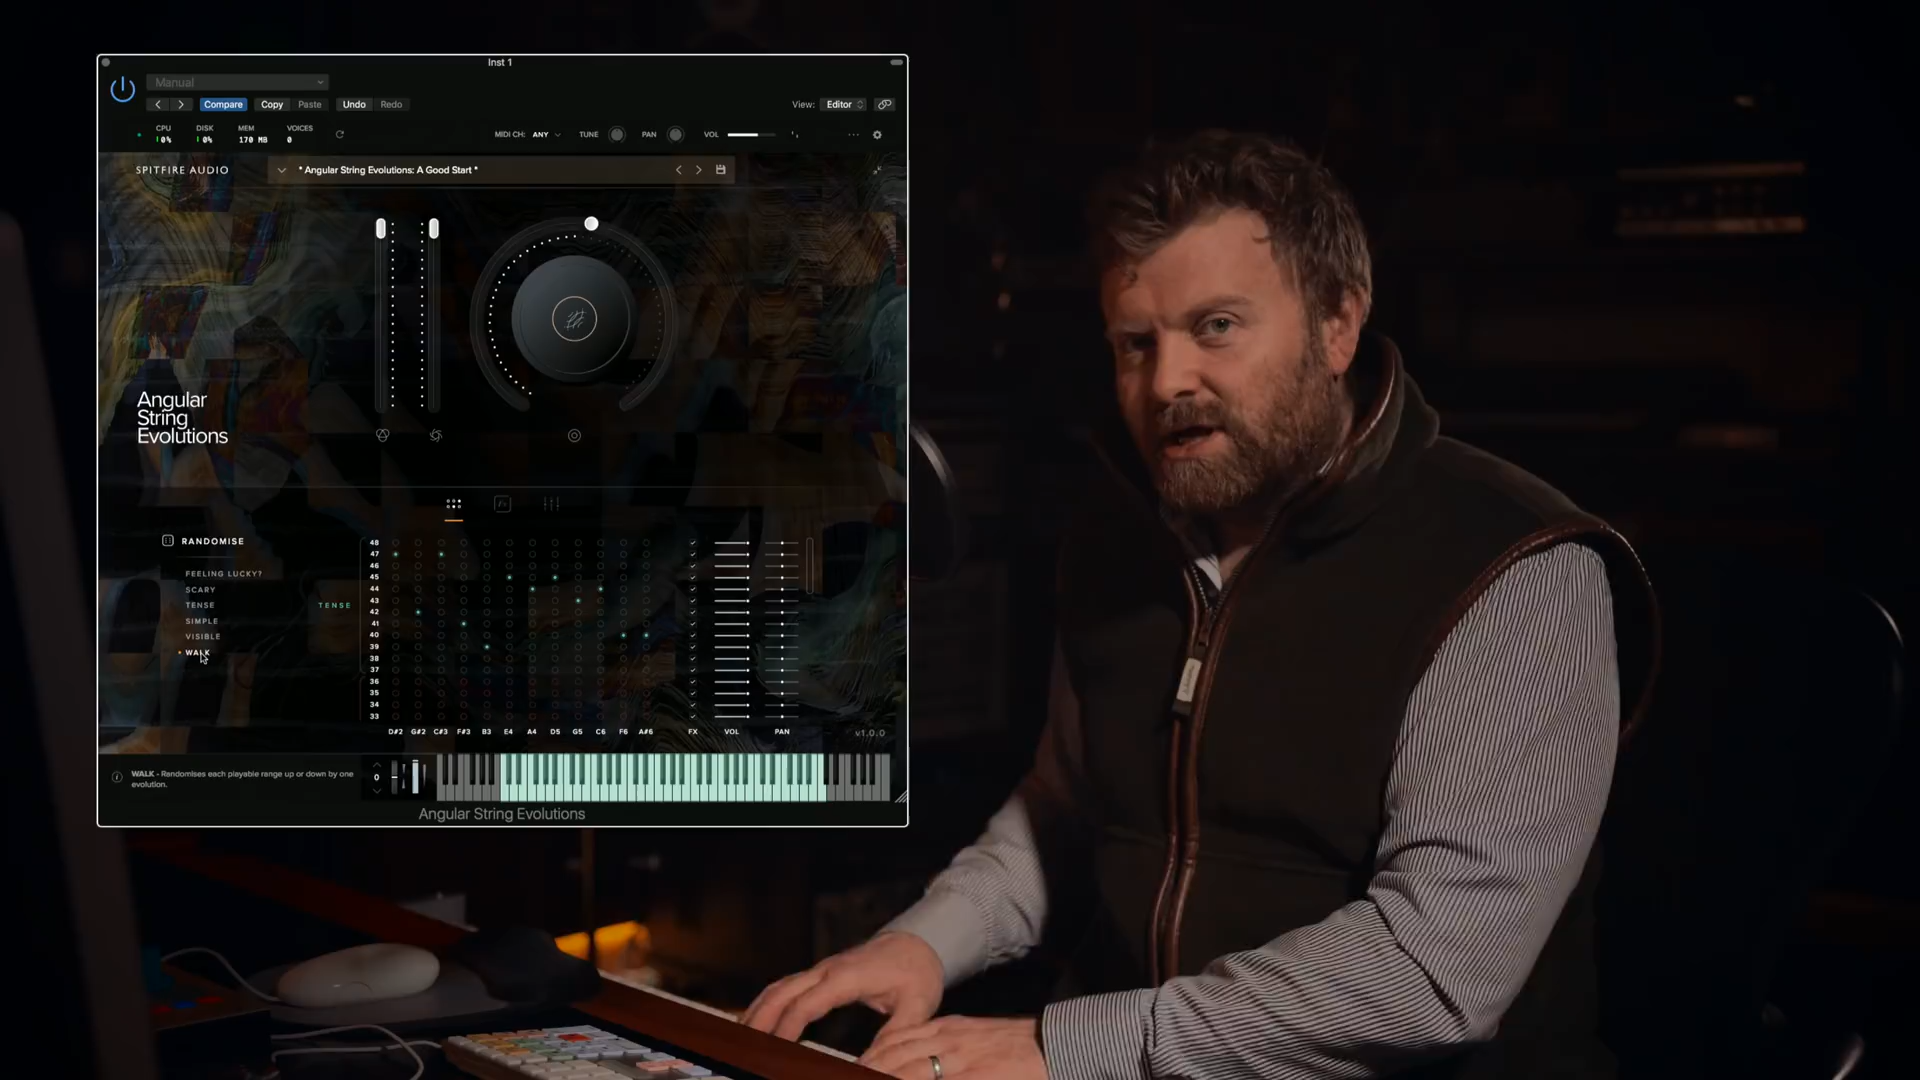 Inst 1
Manual
Compare Copy Paste Undo Redo View: Editor
CPU DISK MEM VOICES
0% 0% 170 MB 0
MIDI CH: ANY TUNE PAN VOL
SPITFIRE AUDIO
* Angular String Evolutions: A Good Start *
Angular
String
Evolutions
RANDOMISE
FEELING LUCKY?
SCARY
TENSE
SIMPLE
VISIBLE
WALK
TENSE
48
47
46
45
44
43
42
41
40
39
38
37
36
35
34
33
D#2 G#2 C#3 F#3 B3 E4 A4 D5 G5 C6 F6 A#6 FX VOL PAN
v1.0.0
WALK - Randomises each playable range up or down by one
evolution.
0
Angular String Evolutions